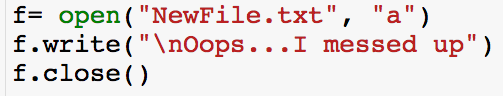 f= open("NewFile.txt", "a")
f.write("\nOops...I messed up")
f.close()